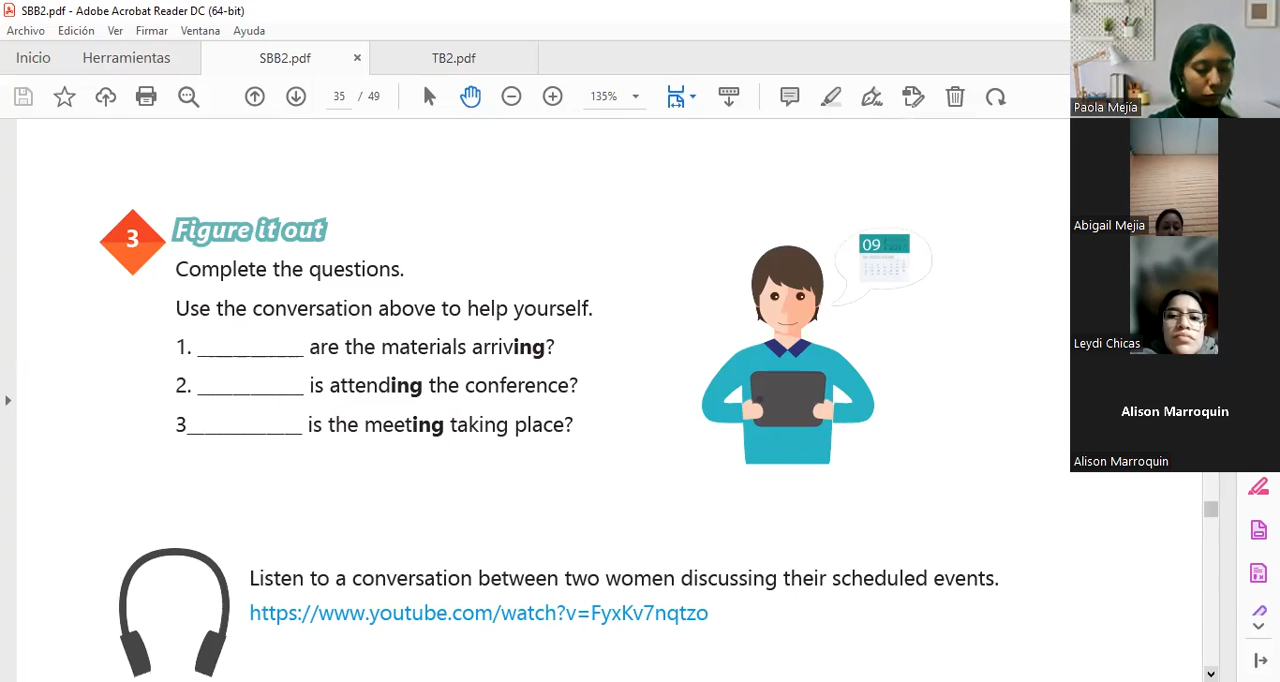 SBB2.pdf - Adobe Acrobat Reader DC (64-bit)
Archivo Edición Ver Firmar Ventana Ayuda
Inicio Herramientas SBB2.pdf × TB2.pdf
35 / 49 135%
3 Figure it out
Complete the questions.
Use the conversation above to help yourself.
1. __________ are the materials arriving?
2. __________ is attending the conference?
3___________ is the meeting taking place?
09
Listen to a conversation between two women discussing their scheduled events.
https://www.youtube.com/watch?v=FyxKv7nqtzo
Paola Mejía
Abigail Mejia
Leydi Chicas
Alison Marroquin
Alison Marroquin